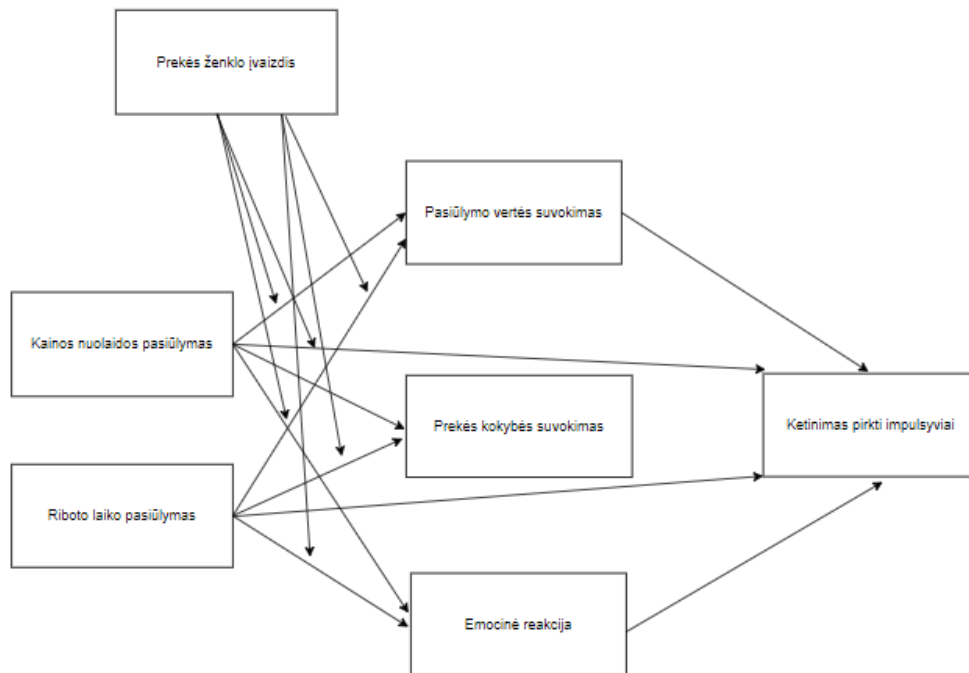 Prekės ženklo įvaizdis
Pasiūlymo vertės suvokimas
Kainos nuolaidos pasiūlymas
Prekės kokybės suvokimas
Ketinimas pirkti impulsyviai
Riboto laiko pasiūlymas
Emocinė reakcija